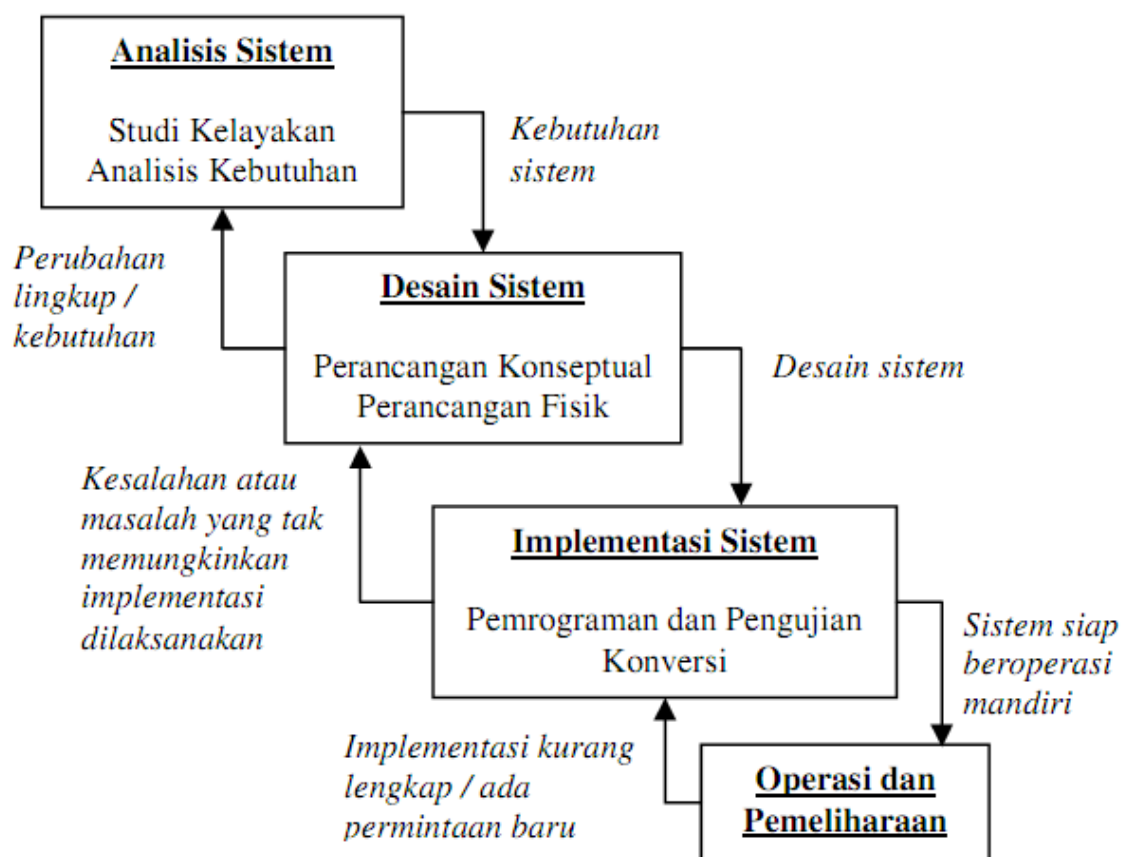 Analisis Sistem
Studi Kelayakan
Analisis Kebutuhan
Kebutuhan
sistem
Perubahan
lingkup /
kebutuhan
Desain Sistem
Perancangan Konseptual
Perancangan Fisik
Desain sistem
Kesalahan atau
masalah yang tak
memungkinkan
implementasi
dilaksanakan
Implementasi Sistem
Pemrograman dan Pengujian
Konversi
Sistem siap
beroperasi
mandiri
Implementasi kurang
lengkap / ada
permintaan baru
Operasi dan
Pemeliharaan